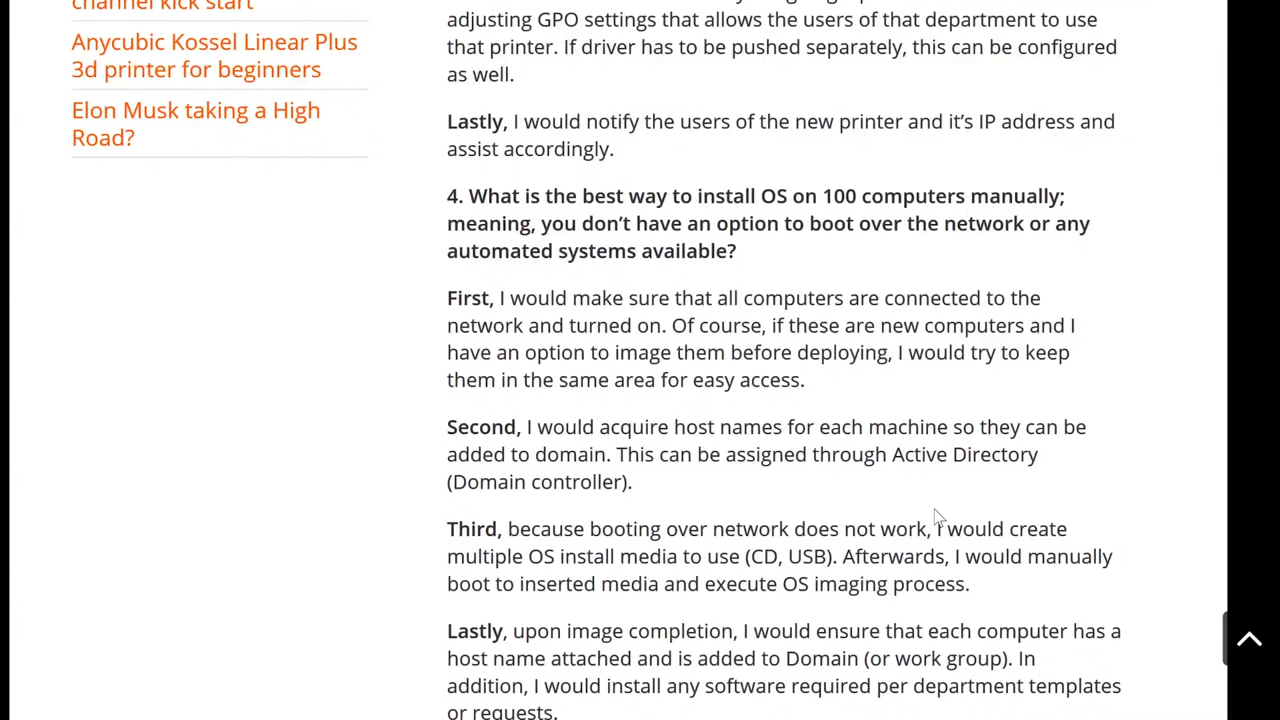 channel kick start
Anycubic Kossel Linear Plus
3d printer for beginners
Elon Musk taking a High
Road?
adjusting GPO settings that allows the users of that department to use
that printer. If driver has to be pushed separately, this can be configured
as well.
Lastly, I would notify the users of the new printer and it’s IP address and
assist accordingly.
4. What is the best way to install OS on 100 computers manually;
meaning, you don’t have an option to boot over the network or any
automated systems available?
First, I would make sure that all computers are connected to the
network and turned on. Of course, if these are new computers and I
have an option to image them before deploying, I would try to keep
them in the same area for easy access.
Second, I would acquire host names for each machine so they can be
added to domain. This can be assigned through Active Directory
(Domain controller).
Third, because booting over network does not work, I would create
multiple OS install media to use (CD, USB). Afterwards, I would manually
boot to inserted media and execute OS imaging process.
Lastly, upon image completion, I would ensure that each computer has a
host name attached and is added to Domain (or work group). In
addition, I would install any software required per department templates
or requests.